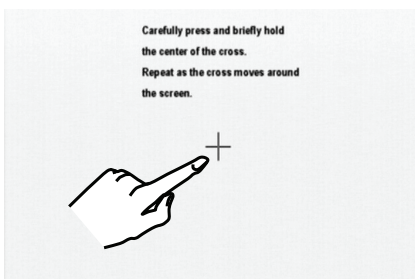 Carefully press and briefly hold
the center of the cross.
Repeat as the cross moves around
the screen.